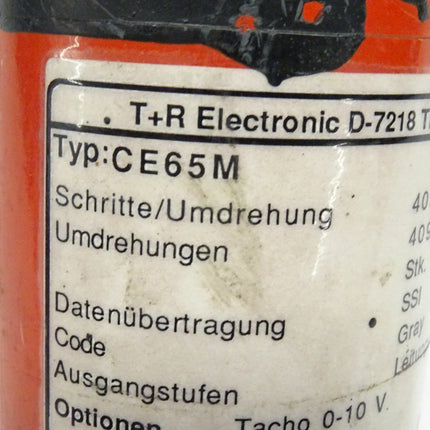 T+R Electronic D-7218 T
Typ: CE65M
Schritte/Umdrehung 40
Umdrehungen 409
Stk.
Datenübertragung SSI
Code Gray
Ausgangstufen Leitung
Optionen Tacho 0-10 V.